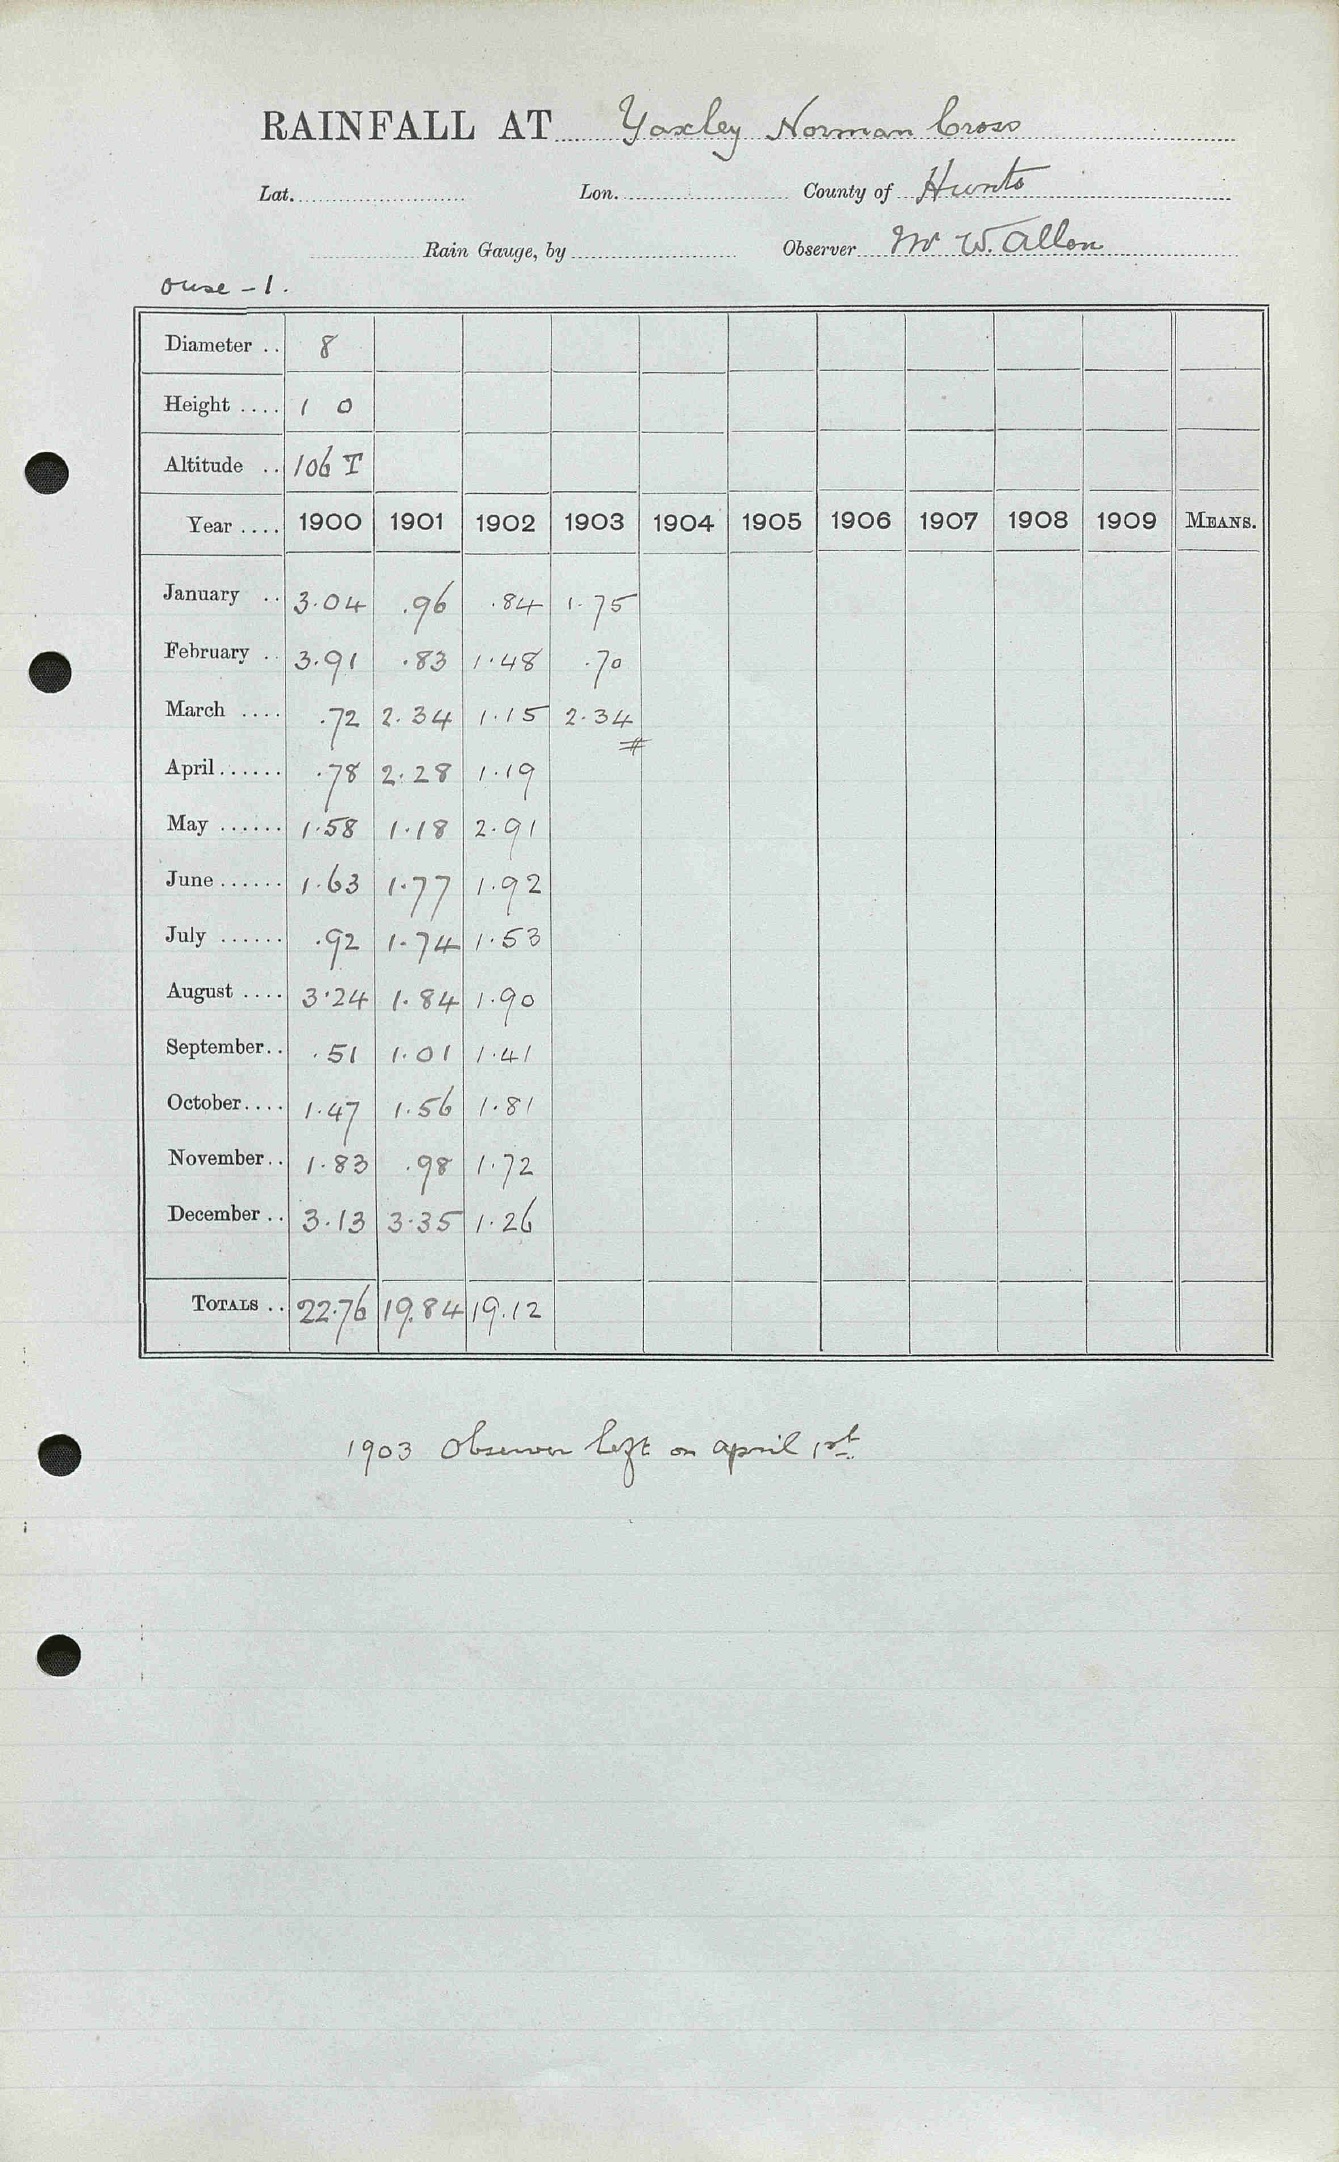 RAINFALL AT Yaxley Norman Cross
Lat. Lon. County of Hunts
Rain Gauge, by Observer Mr W. Allen
Ouse - 1.
Diameter .. 8
Height .... 1 0
Altitude .. 106 T
Year .... 1900 1901 1902 1903 1904 1905 1906 1907 1908 1909 MEANS.
January .. 3.04 .96 .84 1.75
February .. 3.91 .83 1.48 .70
March .... .72 2.34 1.15 2.34
#
April...... .78 2.28 1.19
May ...... 1.58 1.18 2.91
June...... 1.63 1.77 1.92
July ...... .92 1.74 1.53
August .... 3.24 1.84 1.90
September.. .51 1.01 1.41
October.... 1.47 1.56 1.81
November.. 1.83 .98 1.72
December .. 3.13 3.35 1.26
TOTALS .. 22.76 19.84 19.12
1903 Observer left on april 1st.